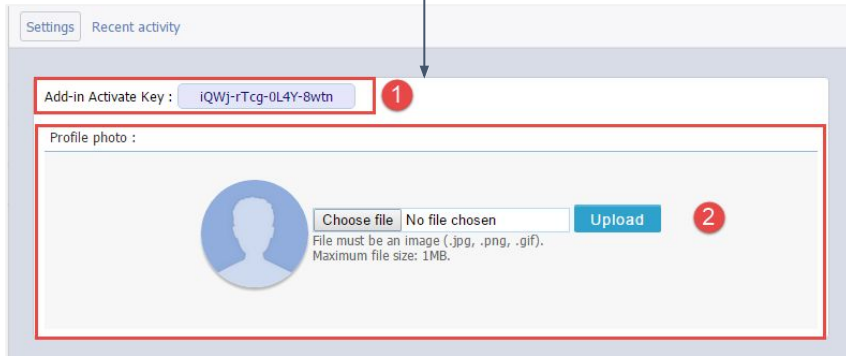 Settings Recent activity
Add-in Activate Key : iQWj-rTcg-0L4Y-8wtn 1
Profile photo :
Choose file No file chosen Upload 2
File must be an image (.jpg, .png, .gif).
Maximum file size: 1MB.